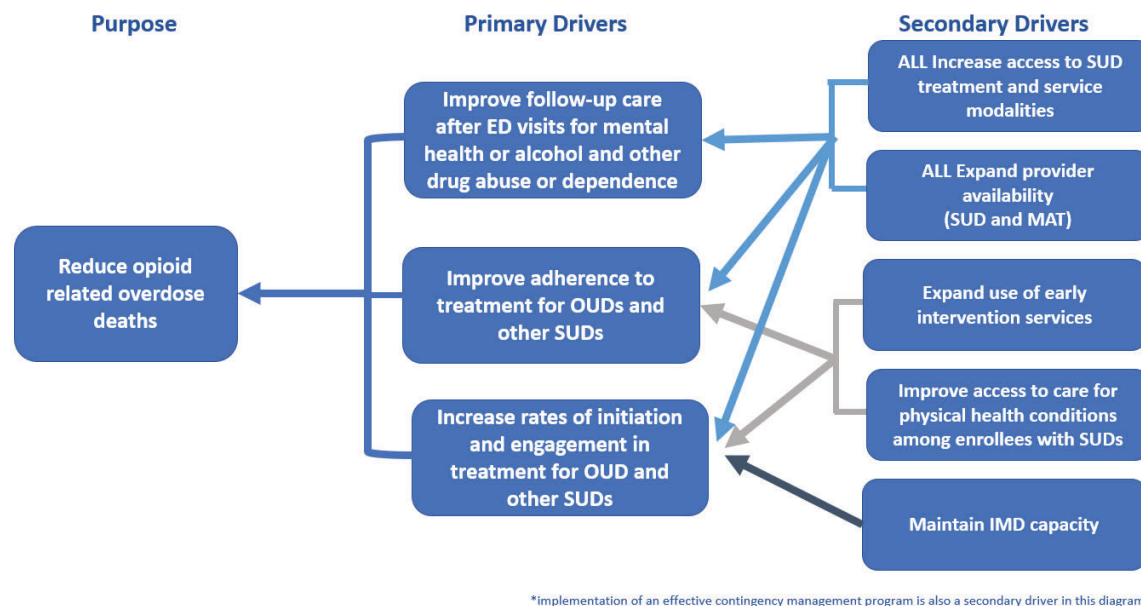 Purpose
Primary Drivers
Secondary Drivers
Reduce opioid
related overdose
deaths
Improve follow-up care
after ED visits for mental
health or alcohol and other
drug abuse or dependence
Improve adherence to
treatment for OUDs and
other SUDs
Increase rates of initiation
and engagement in
treatment for OUD and
other SUDs
ALL Increase access to SUD
treatment and service
modalities
ALL Expand provider
availability
(SUD and MAT)
Expand use of early
intervention services
Improve access to care for
physical health conditions
among enrollees with SUDs
Maintain IMD capacity
*implementation of an effective contingency management program is also a secondary driver in this diagram